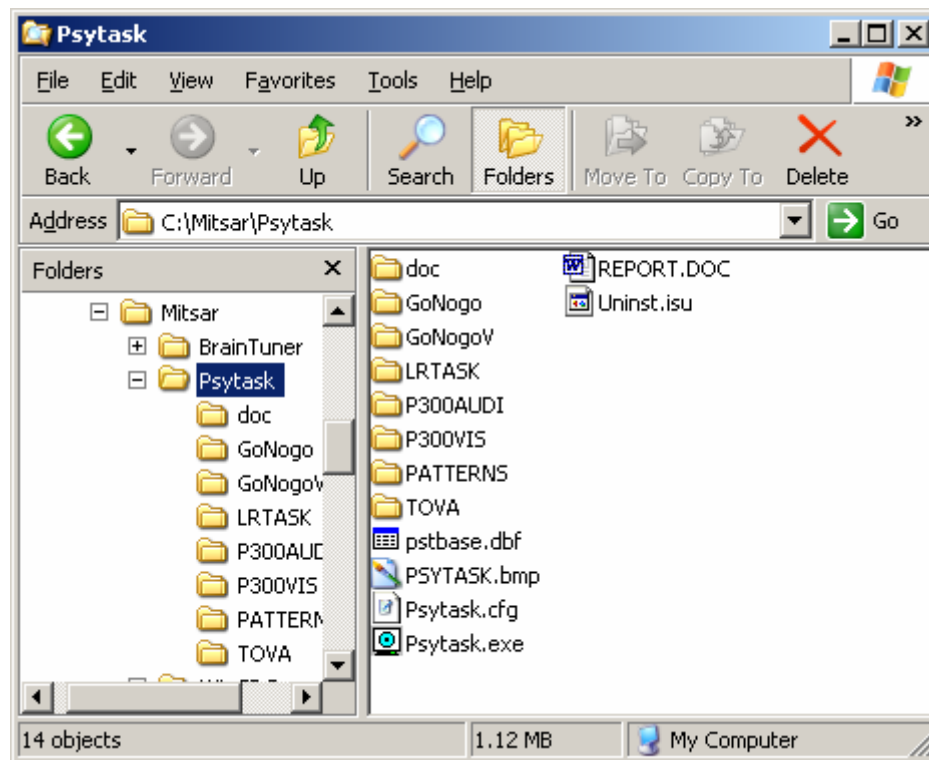 Psytask
File Edit View Favorites Tools Help
Back Forward Up Search Folders Move To Copy To Delete »
Address C:\Mitsar\Psytask Go
Folders
Mitsar
BrainTuner
Psytask
doc
GoNogo
GoNogoV
LRTASK
P300AUD
P300VIS
PATTERN
TOVA
doc
GoNogo
GoNogoV
LRTASK
P300AUDI
P300VIS
PATTERNS
TOVA
pstbase.dbf
PSYTASK.bmp
Psytask.cfg
Psytask.exe
REPORT.DOC
Uninst.isu
14 objects 1.12 MB My Computer